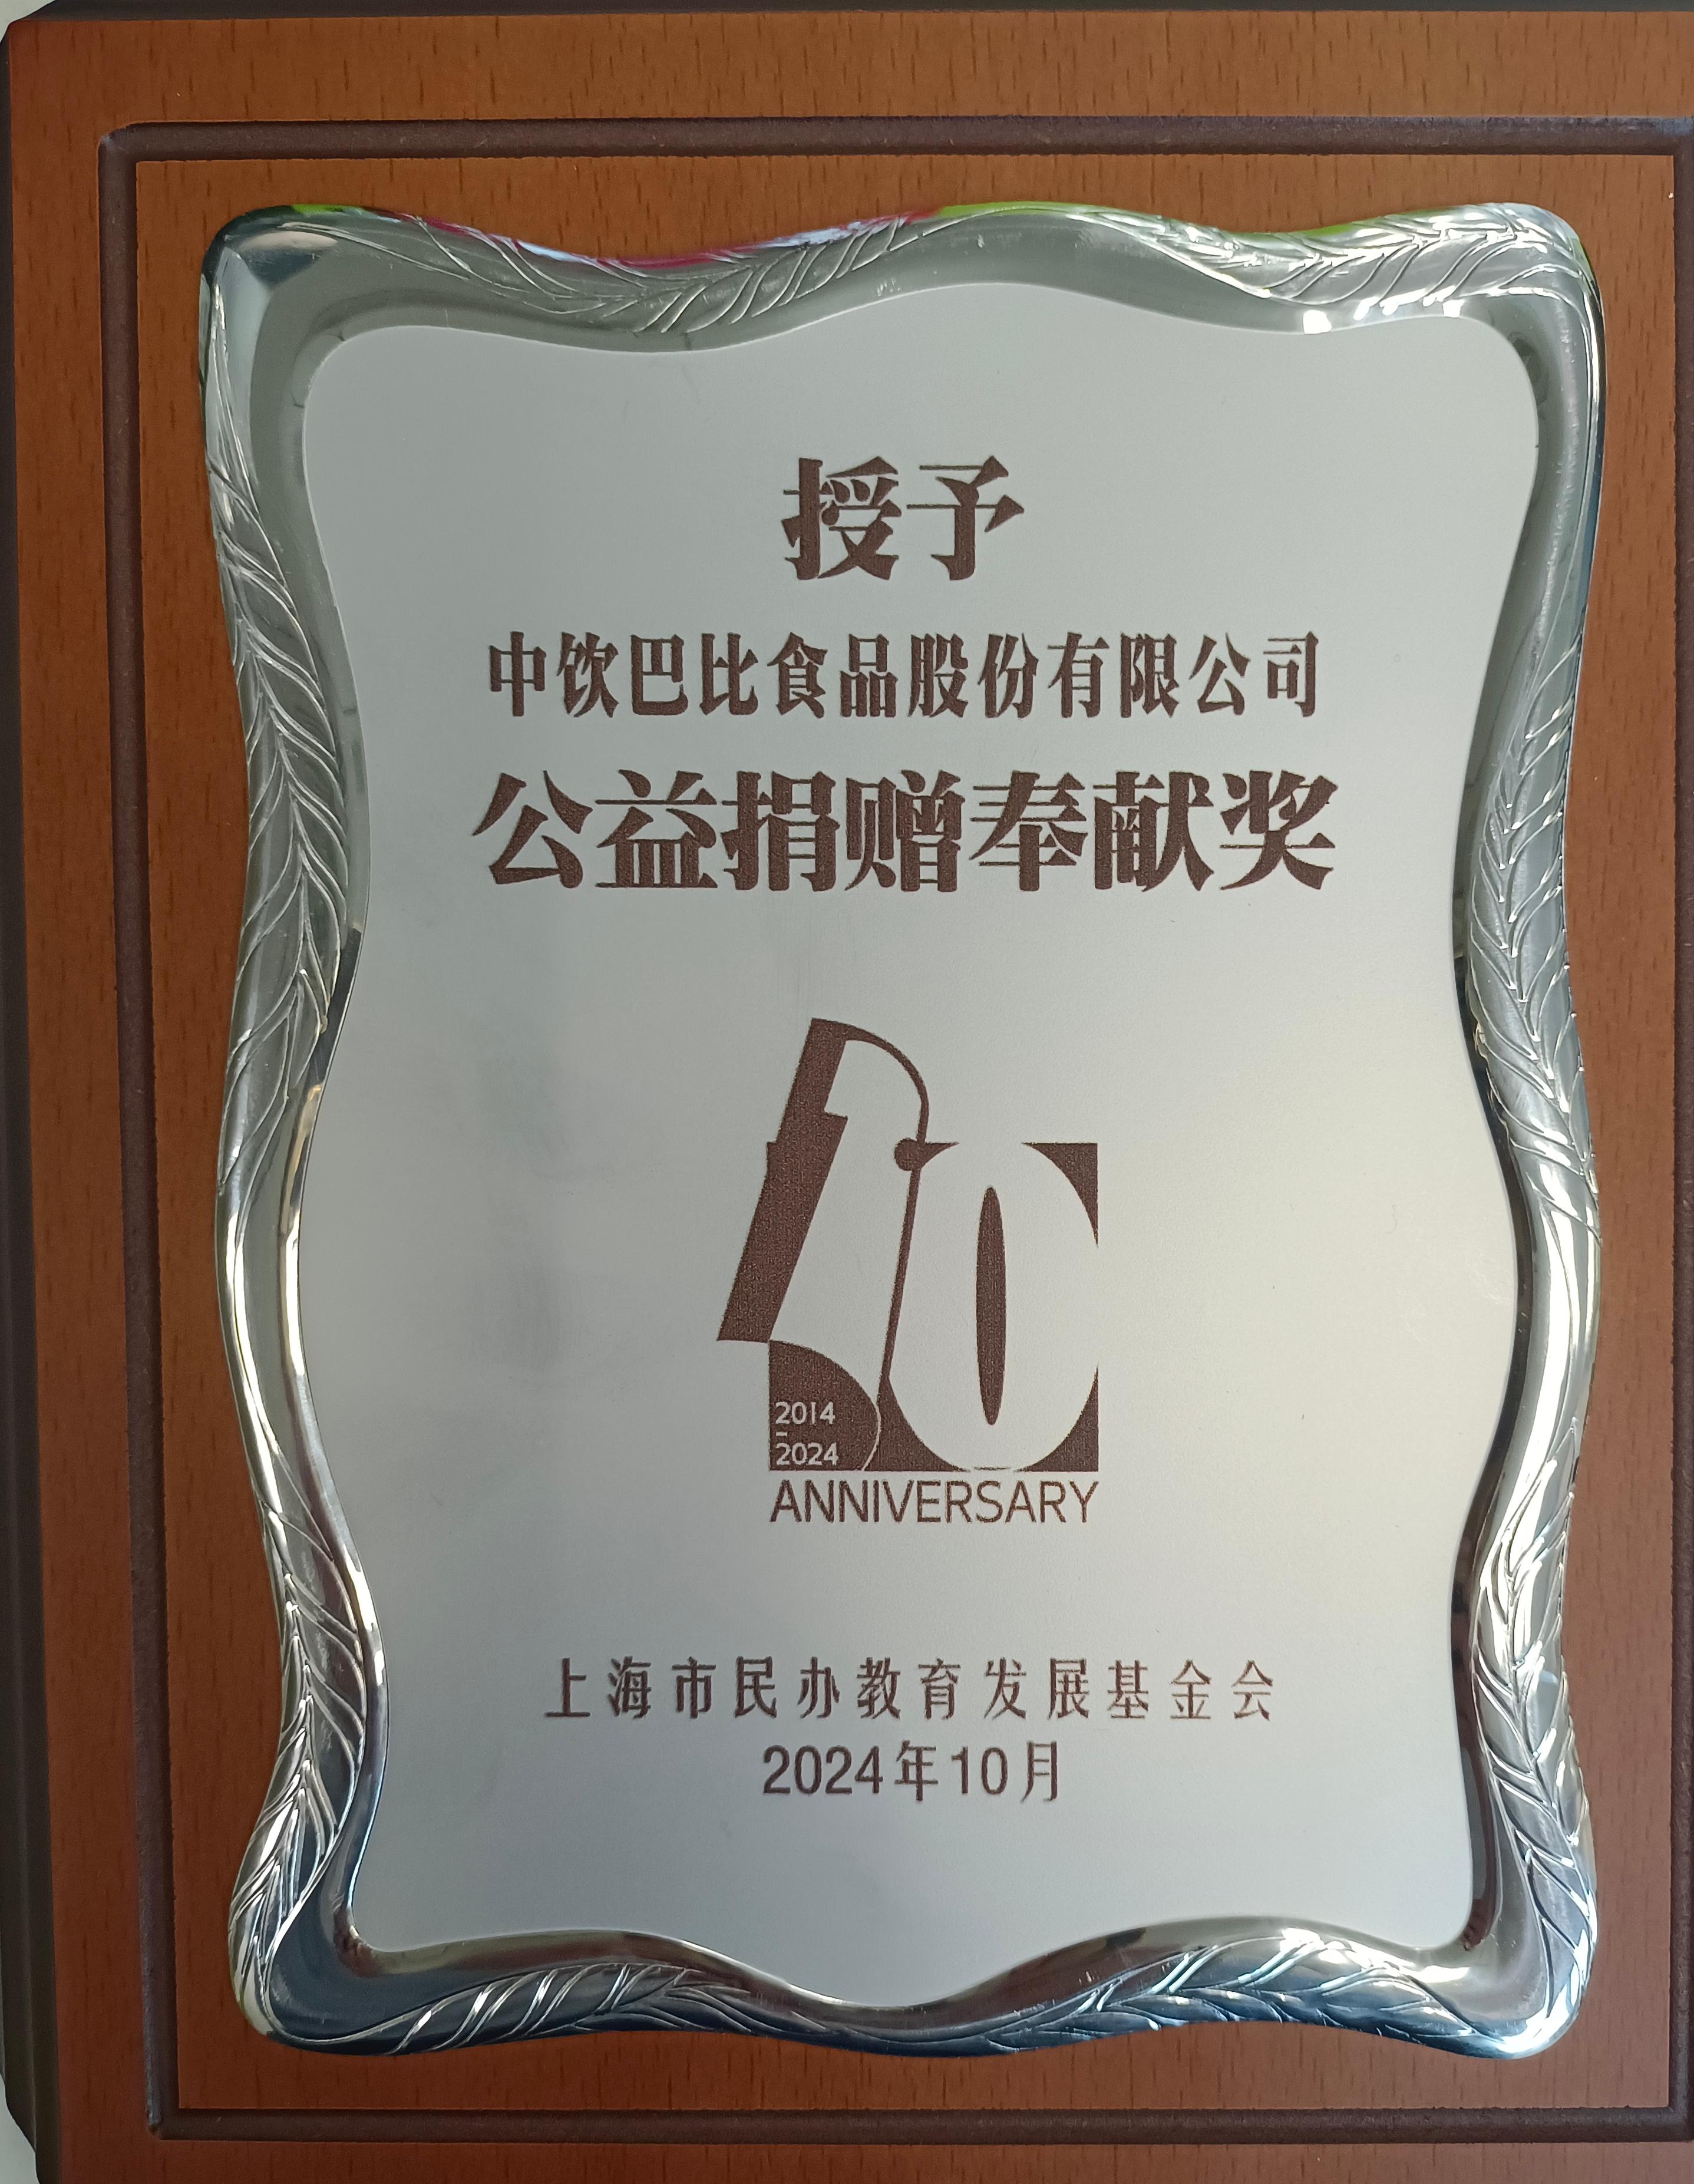 授予
中饮巴比食品股份有限公司
公益捐赠奉献奖
10
2014
-
2024
ANNIVERSARY
上海市民办教育发展基金会
2024年10月